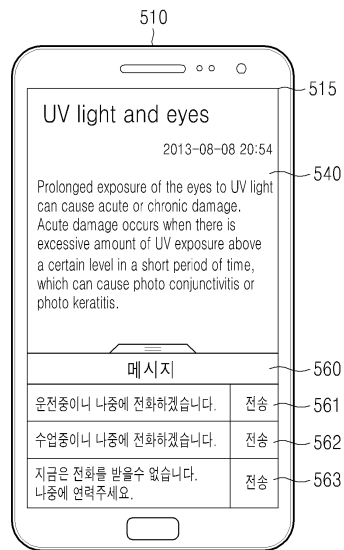 510
515
UV light and eyes
2013-08-08 20:54
540
Prolonged exposure of the eyes to UV light
can cause acute or chronic damage.
Acute damage occurs when there is
excessive amount of UV exposure above
a certain level in a short period of time,
which can cause photo conjunctivitis or
photo keratitis.
메시지
560
운전중이니 나중에 전화하겠습니다.
전송
561
수업중이니 나중에 전화하겠습니다.
전송
562
지금은 전화를 받을수 없습니다.
나중에 연력주세요.
전송
563